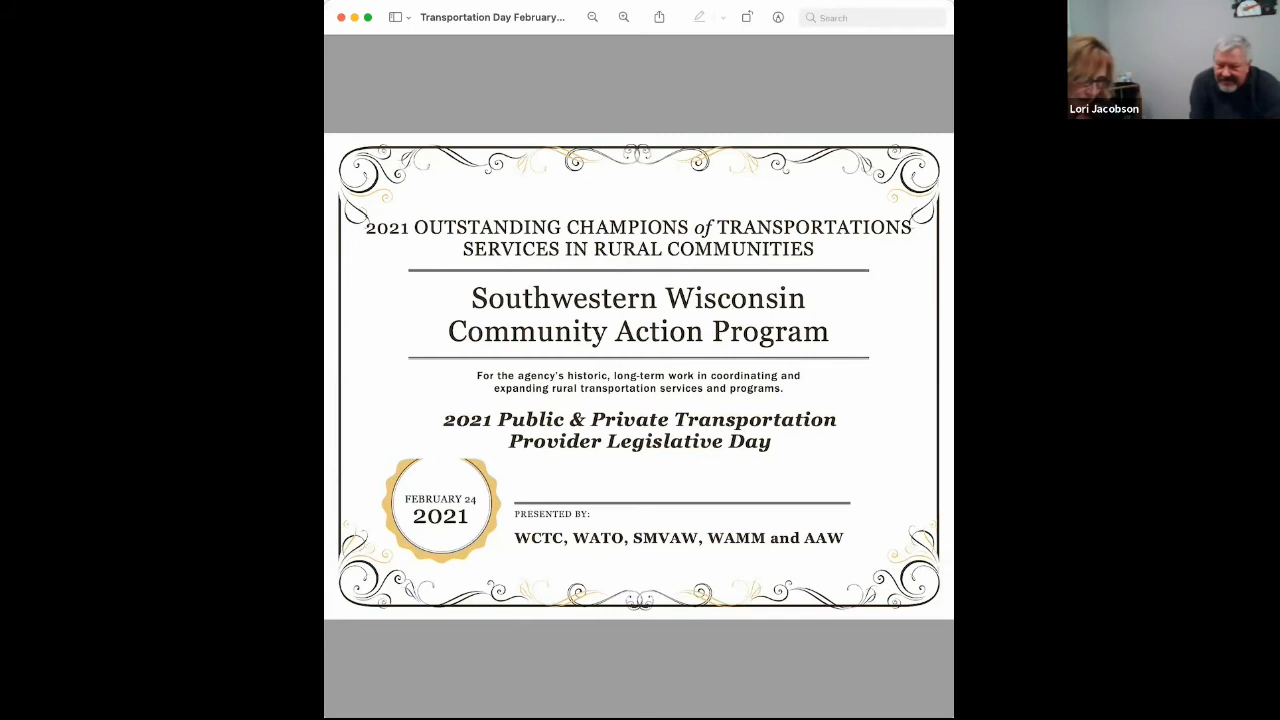 Transportation Day February...
Search
Lori Jacobson
2021 OUTSTANDING CHAMPIONS of TRANSPORTATIONS
SERVICES IN RURAL COMMUNITIES
Southwestern Wisconsin
Community Action Program
For the agency's historic, long-term work in coordinating and
expanding rural transportation services and programs.
2021 Public & Private Transportation
Provider Legislative Day
FEBRUARY 24
2021
PRESENTED BY:
WCTC, WATO, SMVAW, WAMM and AAW